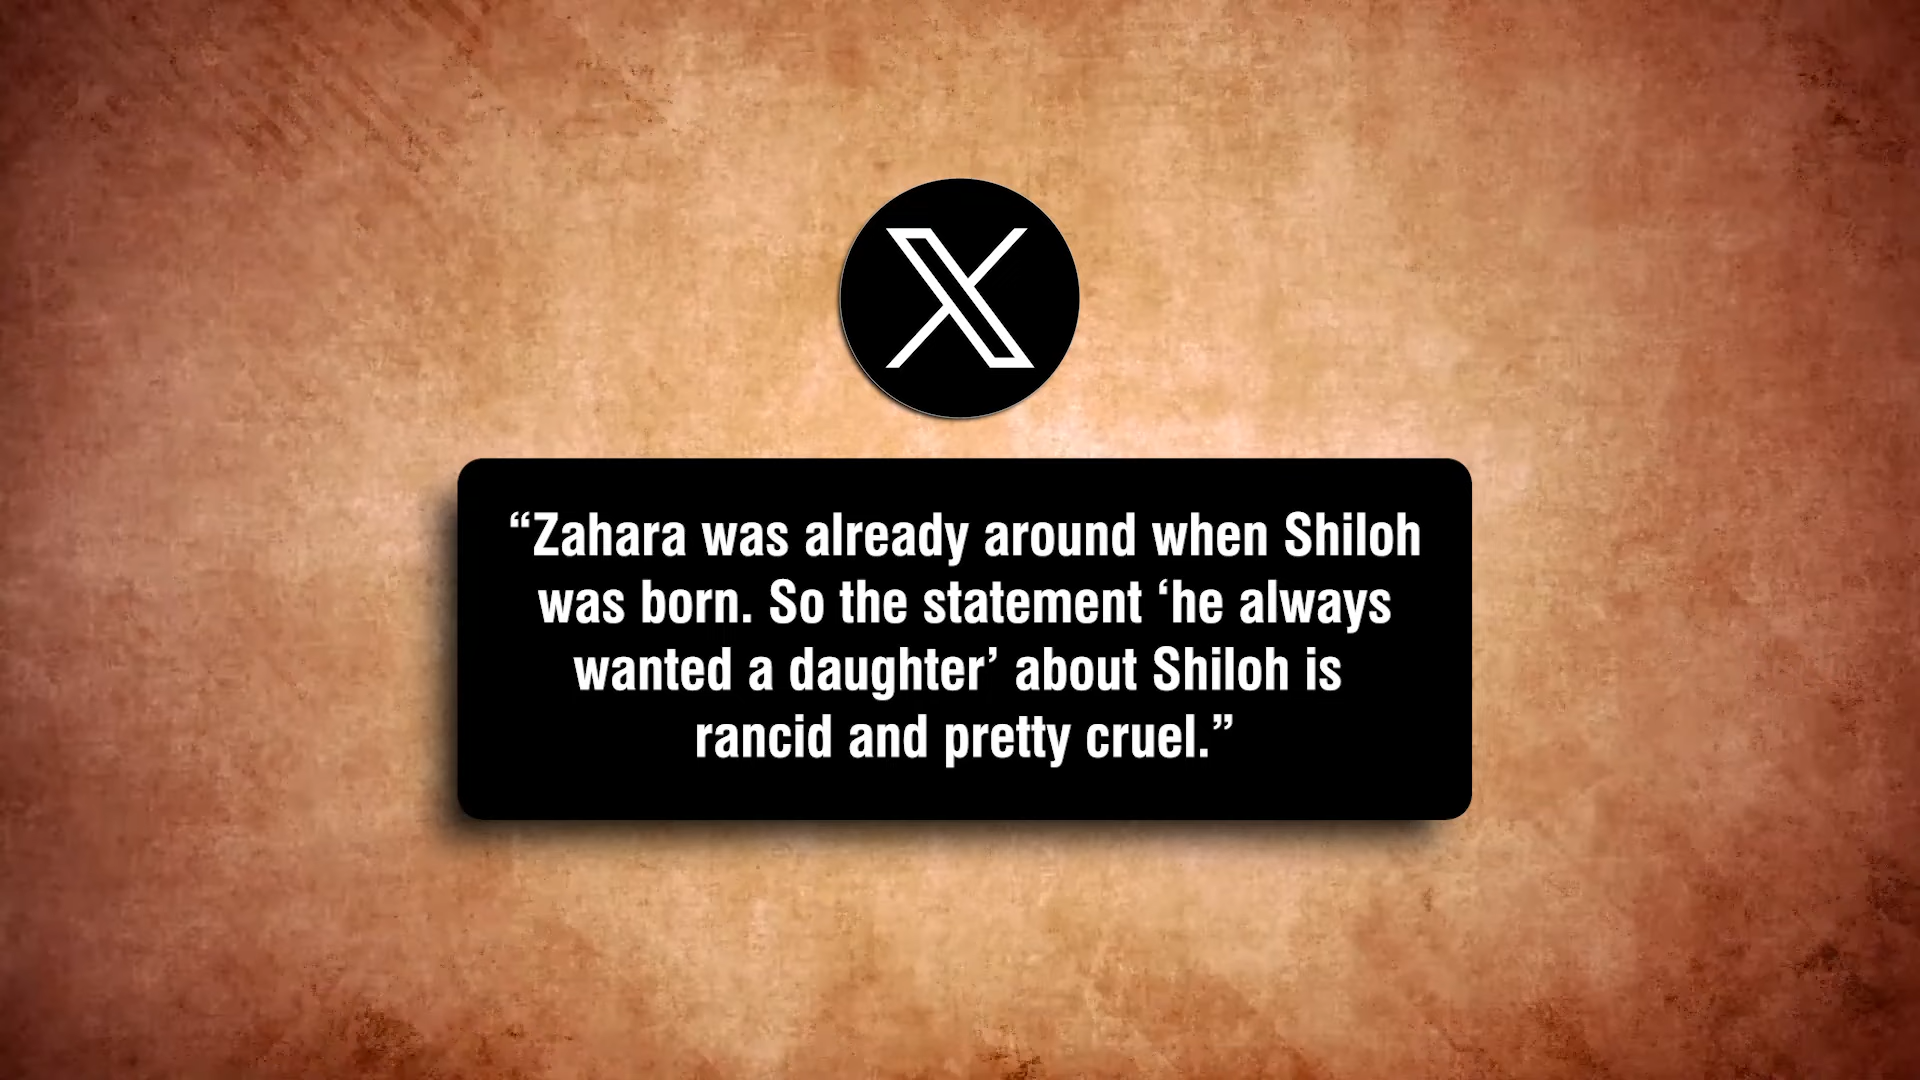 “Zahara was already around when Shiloh
was born. So the statement ‘he always
wanted a daughter’ about Shiloh is
rancid and pretty cruel.”